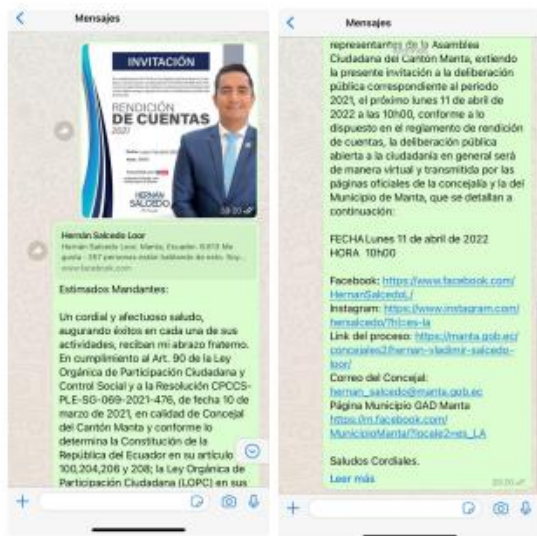 Mensajes
INVITACIÓN
RENDICIÓN
DE CUENTAS
2021
HERNÁN
SALCEDO
Hernán Salcedo Loor
Hernán Salcedo Loor, Manta, Ecuador.
www.facebook.com
Estimados Mandantes:
Un cordial y afectuoso saludo,
augurando éxitos en cada una de sus
actividades, reciban mi abrazo fraterno.
En cumplimiento al Art. 90 de la Ley
Orgánica de Participación Ciudadana y
Control Social y a la Resolución CPCCS-
PLE-SG-069-2021-476, de fecha 10 de
marzo de 2021, en calidad de Concejal
del Cantón Manta y conforme lo
determina la Constitución de la
República del Ecuador en su artículo
100,204,206 y 208; la Ley Orgánica de
Participación Ciudadana (LOPC) en sus
Mensajes
representantes de la Asamblea
Ciudadana del Cantón Manta, extiendo
la presente invitación a la deliberación
pública correspondiente al periodo
2021, el próximo lunes 11 de abril de
2022 a las 10h00, conforme a lo
dispuesto en el reglamento de rendición
de cuentas, la deliberación pública
abierta a la ciudadanía en general será
de manera virtual y transmitida por las
páginas oficiales de la concejalía y la del
Municipio de Manta, que se detallan a
continuación:
FECHA Lunes 11 de abril de 2022
HORA 10h00
Facebook: https://www.facebook.com/
HernanSalcedoL/
Instagram: https://www.instagram.com/
hersalcedo/?hl=es-la
Link del proceso: https://manta.gob.ec/
concejales2/hernan-vladimir-salcedo-
loor/
Correo del Concejal:
hernan_salcedo@manta.gob.ec
Página Municipio GAD Manta
https://m.facebook.com/
MunicipioManta/?locale2=es_LA
Saludos Cordiales.
Leer más